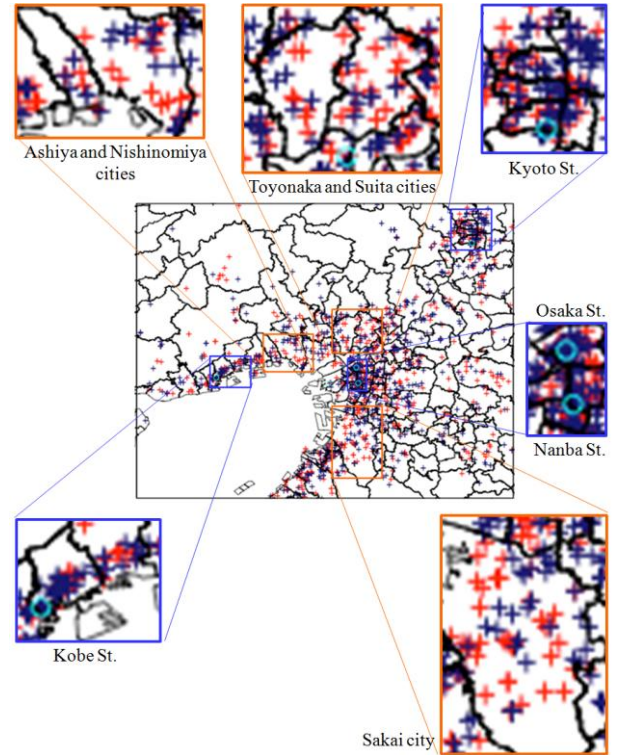 Ashiya and Nishinomiya
cities
Toyonaka and Suita cities
Kyoto St.
Osaka St.
Nanba St.
Kobe St.
Sakai city